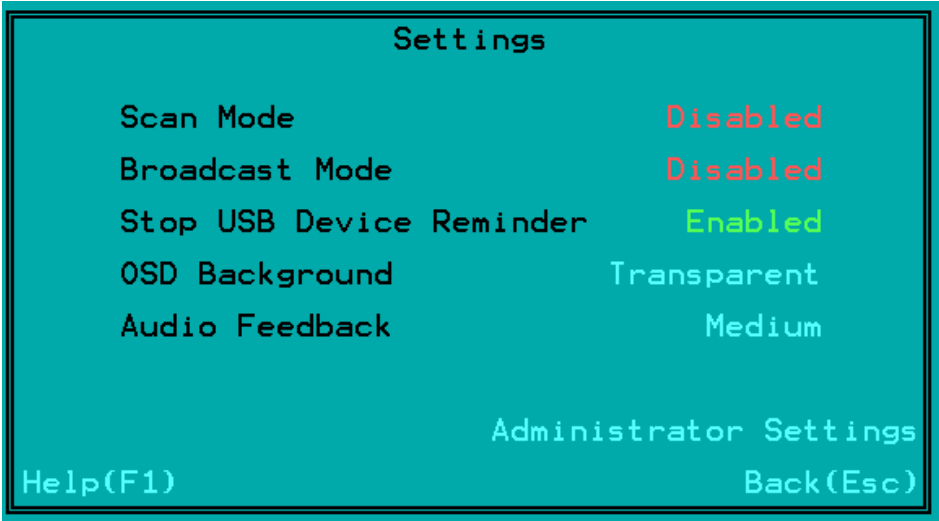 Settings
Scan Mode Disabled
Broadcast Mode Disabled
Stop USB Device Reminder Enabled
OSD Background Transparent
Audio Feedback Medium
Administrator Settings
Help(F1) Back(Esc)